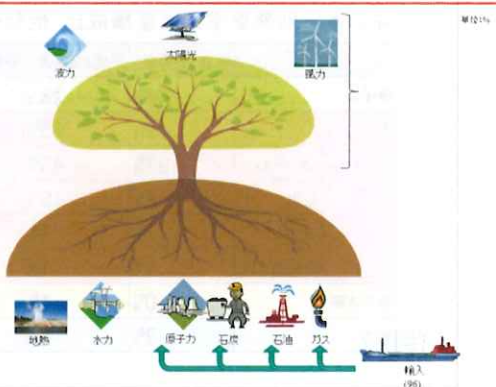 単位:%
波力
太陽光
風力
地熱
水力
原子力
石炭
石油
ガス
輸入
(96)